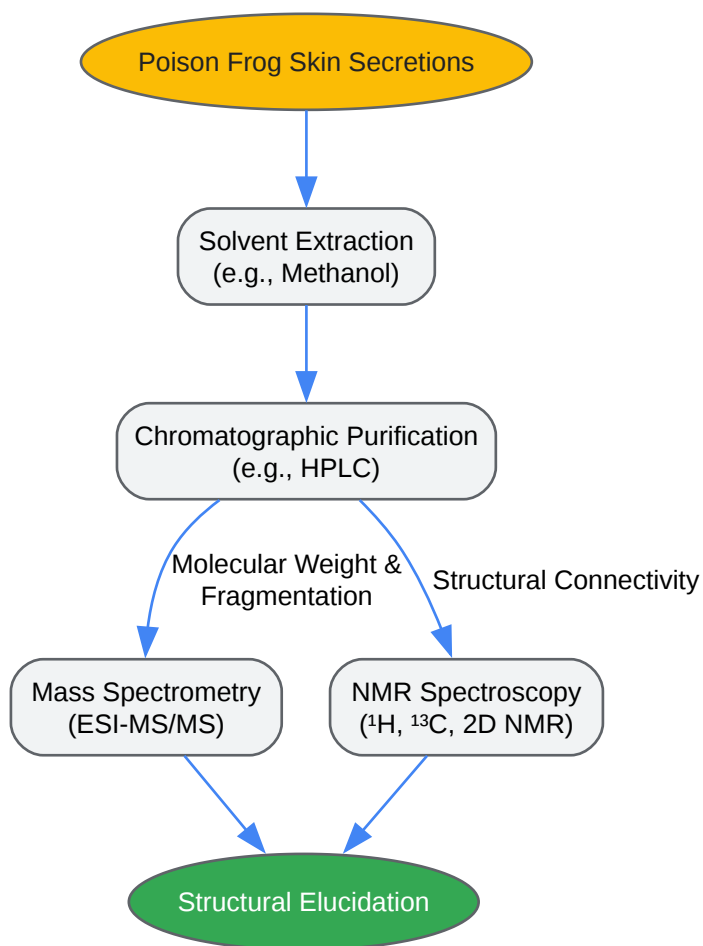 Poison Frog Skin Secretions
Solvent Extraction
(e.g., Methanol)
Chromatographic Purification
(e.g., HPLC)
Molecular Weight &
Fragmentation
Structural Connectivity
Mass Spectrometry
(ESI-MS/MS)
NMR Spectroscopy
(¹H, ¹³C, 2D NMR)
Structural Elucidation